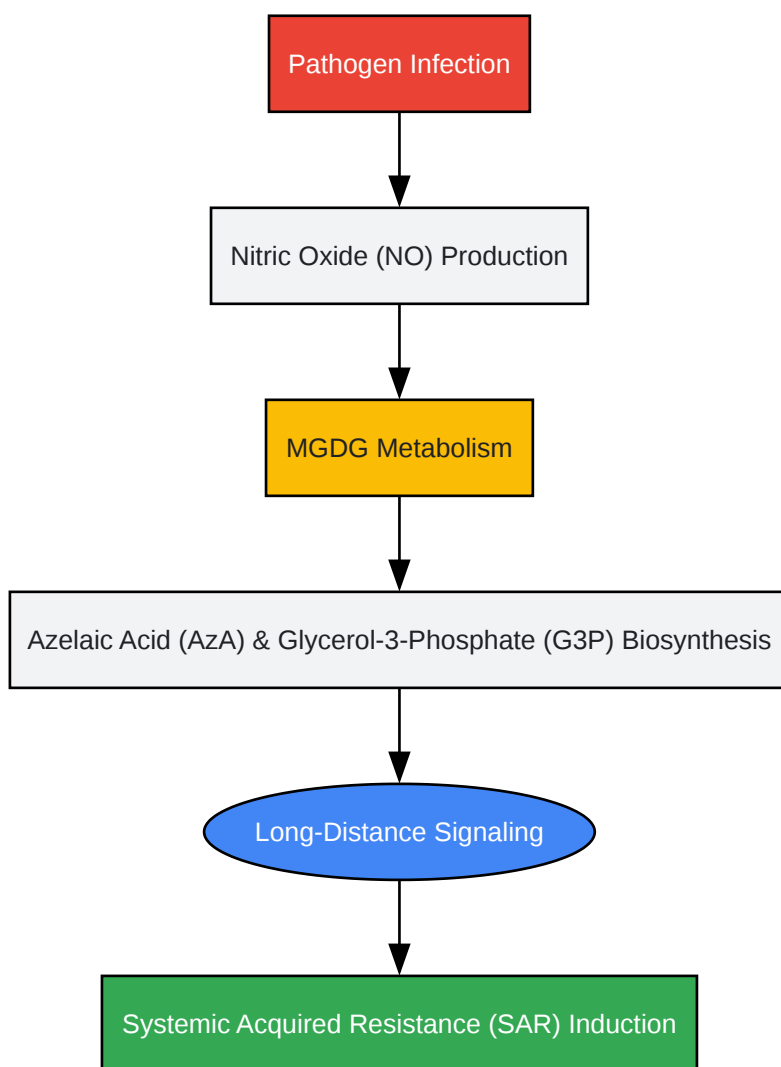 Pathogen Infection
Nitric Oxide (NO) Production
MGDG Metabolism
Azelaic Acid (AzA) & Glycerol-3-Phosphate (G3P) Biosynthesis
Long-Distance Signaling
Systemic Acquired Resistance (SAR) Induction